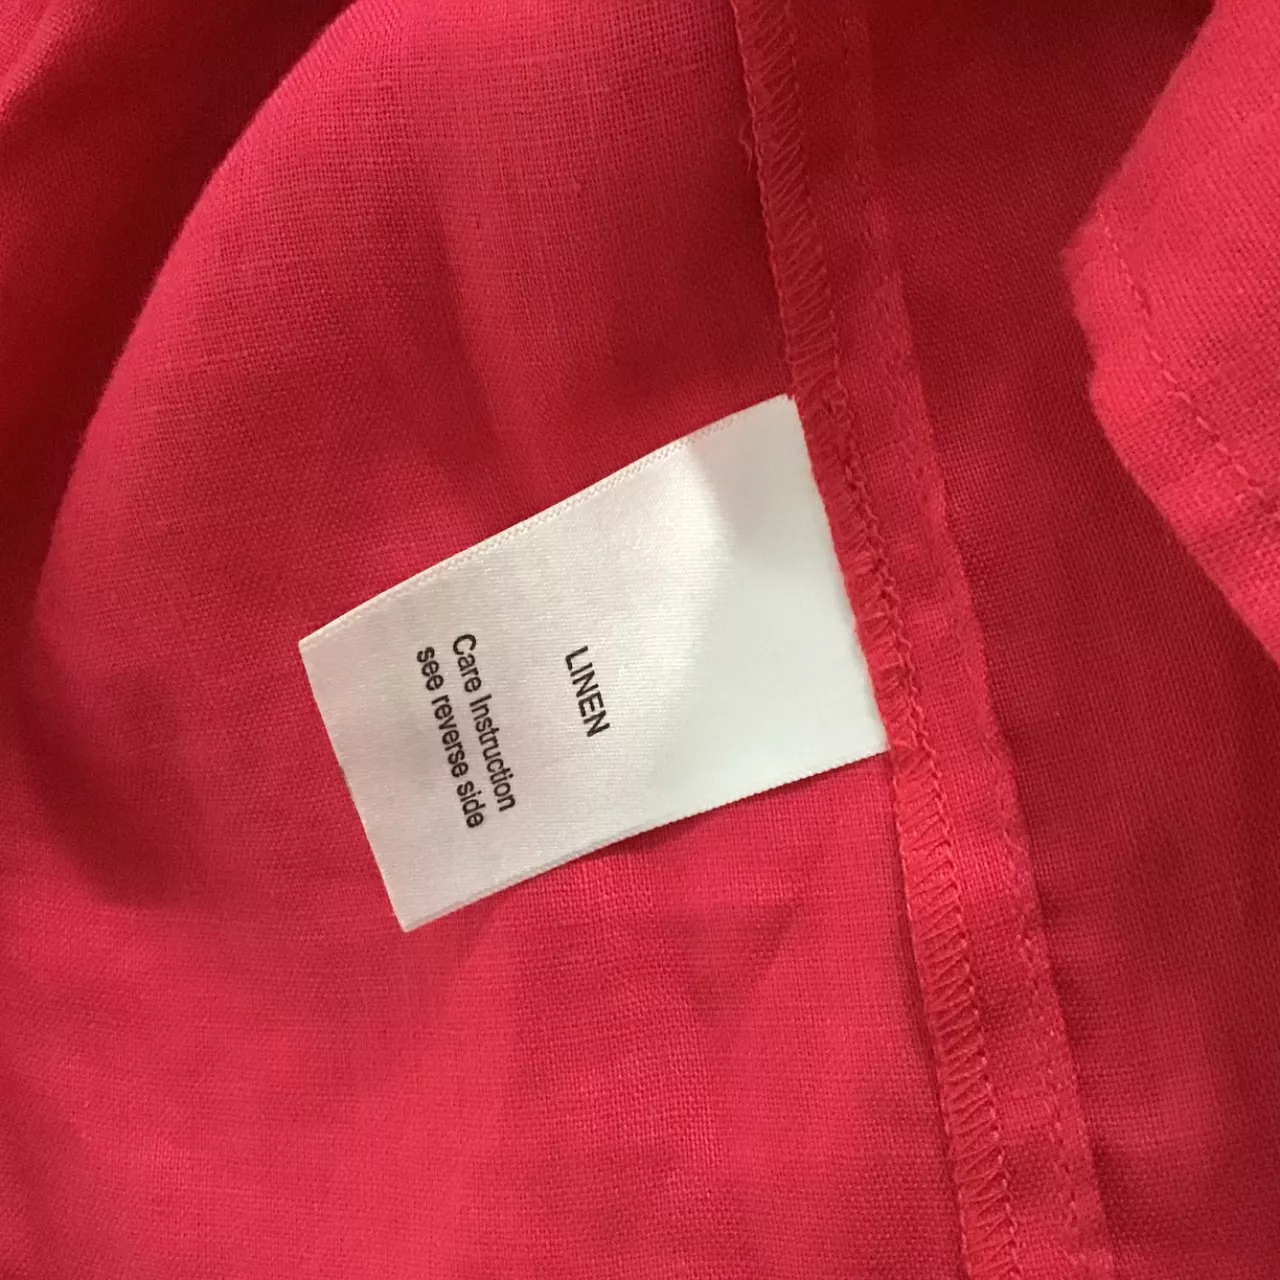 LINEN
Care Instruction
see reverse side